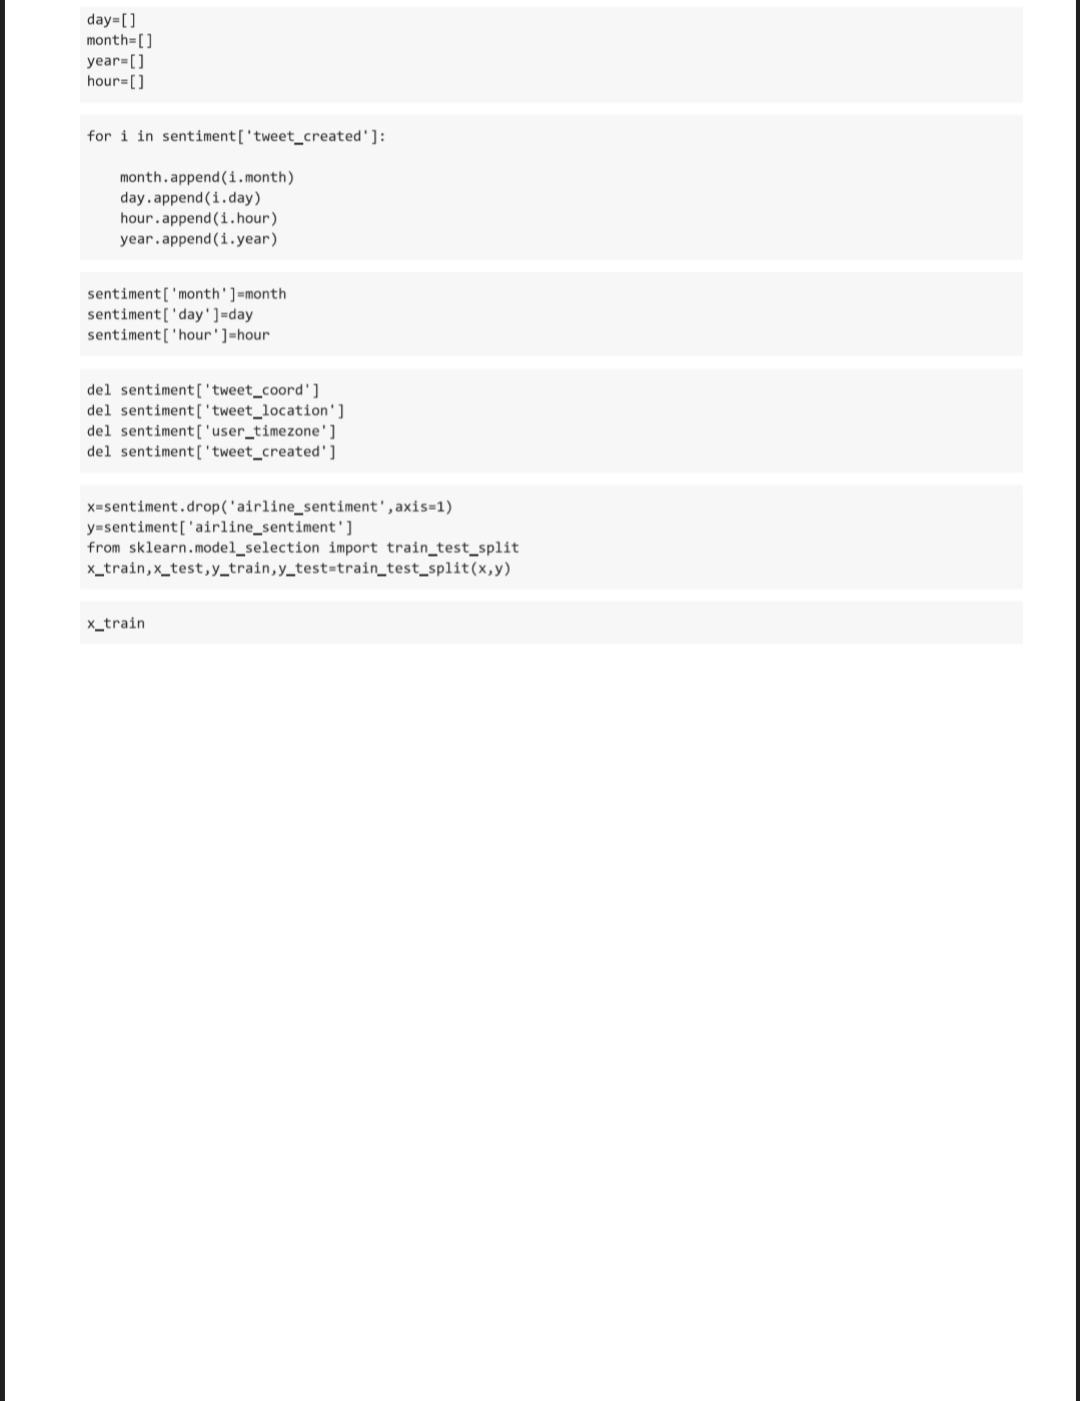 day=[]
month=[]
year=[]
hour=[]
for i in sentiment['tweet_created']:
    month.append(i.month)
    day.append(i.day)
    hour.append(i.hour)
    year.append(i.year)
sentiment['month']=month
sentiment['day']=day
sentiment['hour']=hour
del sentiment['tweet_coord']
del sentiment['tweet_location']
del sentiment['user_timezone']
del sentiment['tweet_created']
x=sentiment.drop('airline_sentiment',axis=1)
y=sentiment['airline_sentiment']
from sklearn.model_selection import train_test_split
x_train,x_test,y_train,y_test=train_test_split(x,y)
x_train